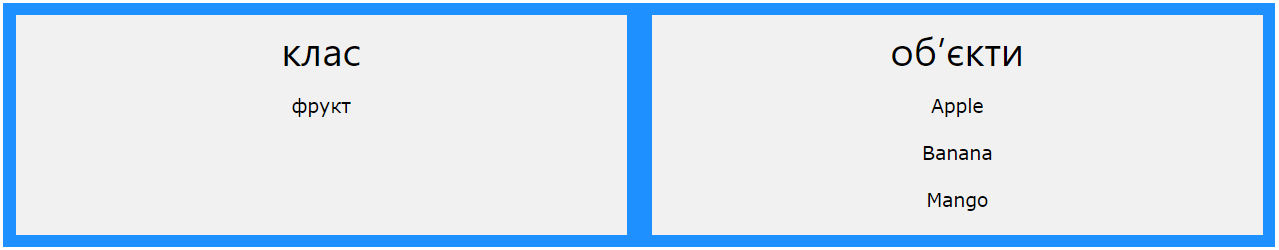 клас
фрукт
об’єкти
Apple
Banana
Mango